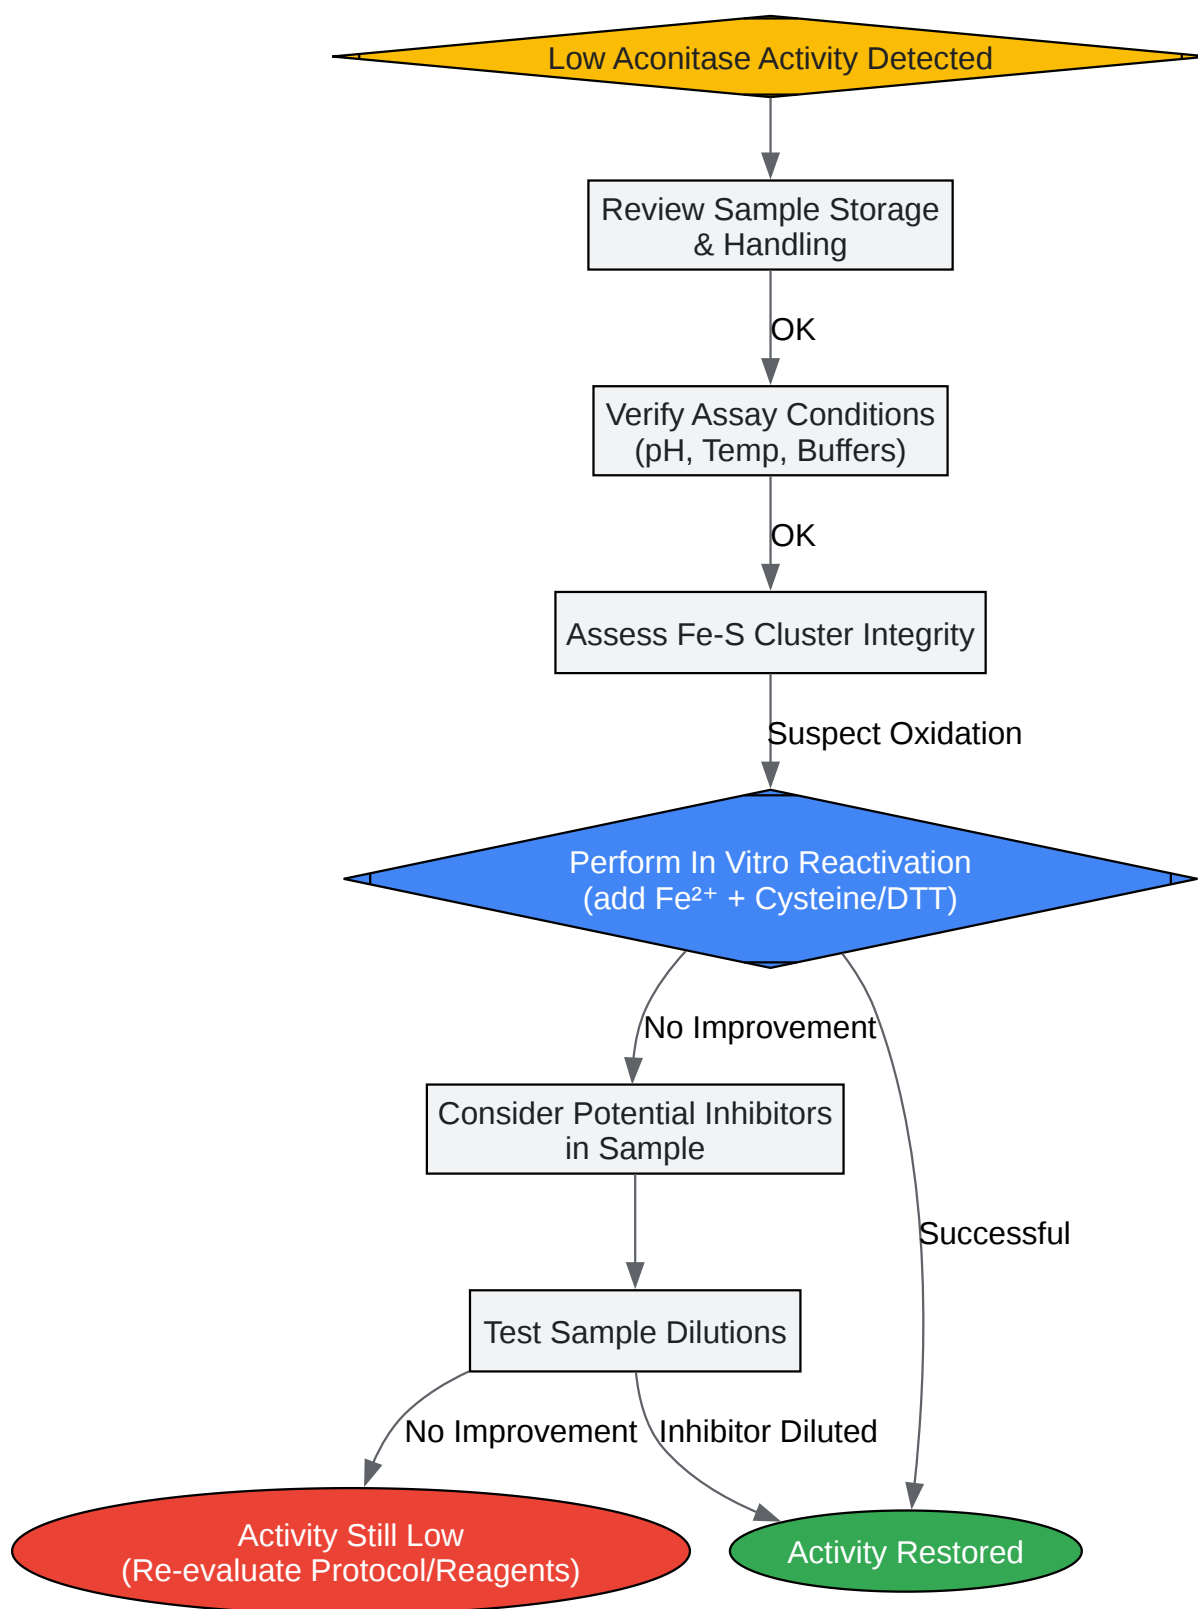 Low Aconitase Activity Detected
Review Sample Storage
& Handling
OK
Verify Assay Conditions
(pH, Temp, Buffers)
OK
Assess Fe-S Cluster Integrity
Suspect Oxidation
Perform In Vitro Reactivation
(add Fe²⁺ + Cysteine/DTT)
No Improvement
Consider Potential Inhibitors
in Sample
Successful
Test Sample Dilutions
No Improvement
Inhibitor Diluted
Activity Still Low
(Re-evaluate Protocol/Reagents)
Activity Restored